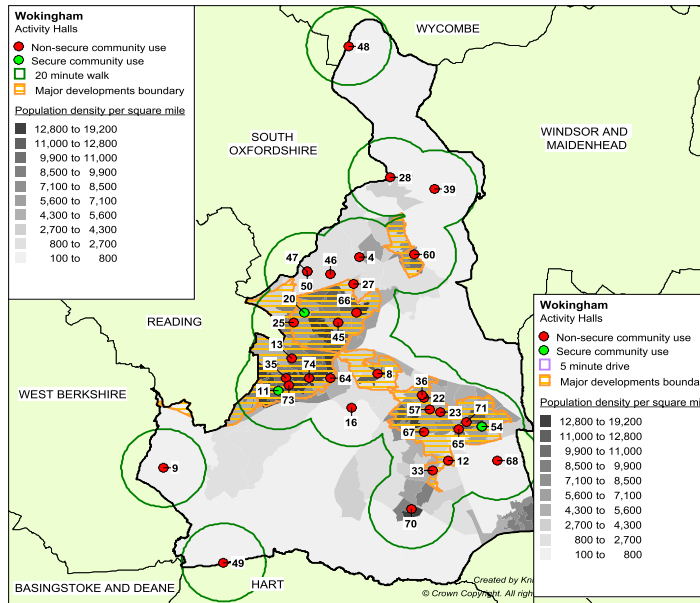 Wokingham
Activity Halls
Non-secure community use
Secure community use
20 minute walk
Major developments boundary
Population density per square mile
12,800 to 19,200
11,000 to 12,800
9,900 to 11,000
8,500 to 9,900
7,100 to 8,500
5,600 to 7,100
4,300 to 5,600
2,700 to 4,300
800 to 2,700
100 to 800
WYCOMBE
48
SOUTH
OXFORDSHIRE
WINDSOR AND
MAIDENHEAD
28
39
47
46
4
60
50
27
20
66
READING
25
45
13
35
74
64
8
WEST BERKSHIRE
11
73
36
22
16
57
23
71
54
67
65
9
33
12
68
70
49
BASINGSTOKE AND DEANE
HART
Wokingham
Activity Halls
Non-secure community use
Secure community use
5 minute drive
Major developments bounda
Population density per square mi
12,800 to 19,200
11,000 to 12,800
9,900 to 11,000
8,500 to 9,900
7,100 to 8,500
5,600 to 7,100
4,300 to 5,600
2,700 to 4,300
800 to 2,700
100 to 800
Created by Kni
© Crown Copyright. All righ